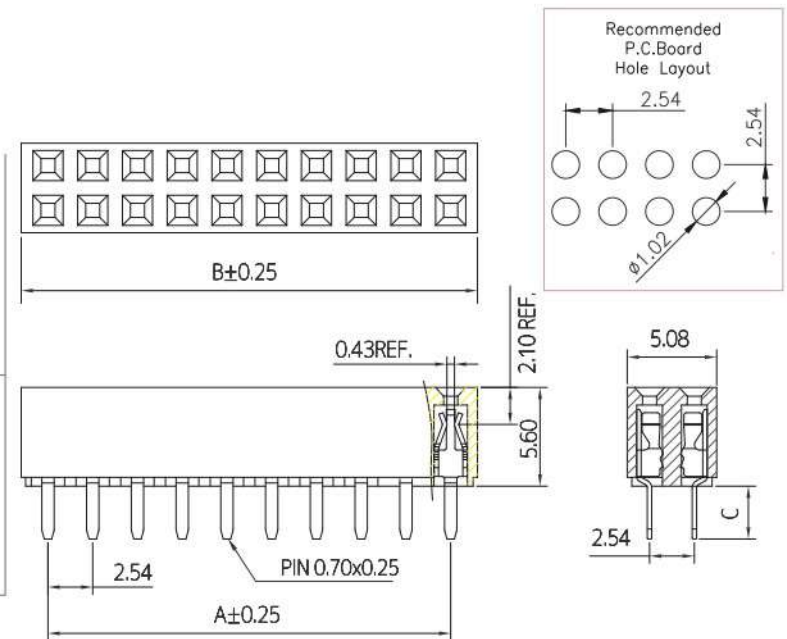 Recommended
P.C.Board
Hole Layout
2.54
2.54
ø1.02
B±0.25
0.43REF.
2.10 REF.
5.60
5.08
C
2.54
2.54
PIN 0.70x0.25
A±0.25